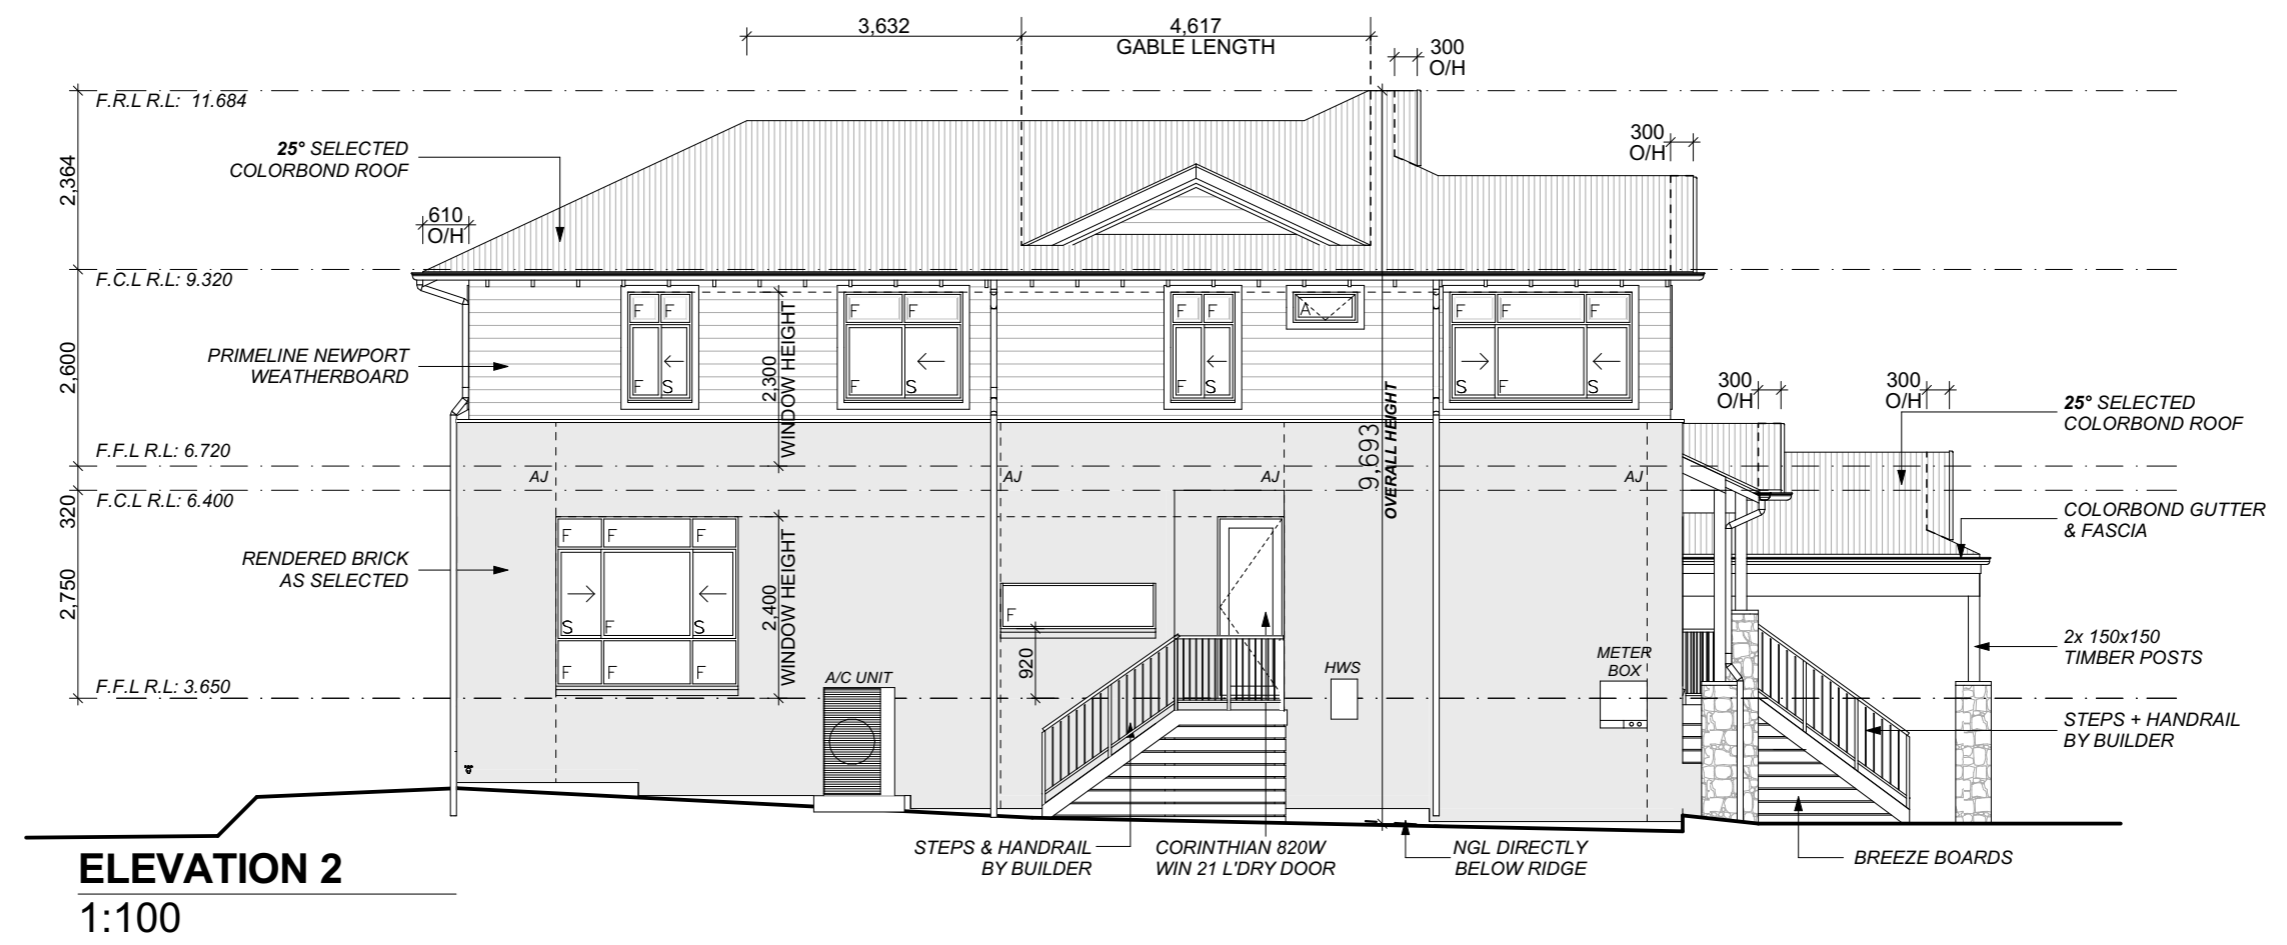 3,632
4,617
GABLE LENGTH
300
O/H
F.R.L R.L: 11.684
300
O/H
25° SELECTED
COLORBOND ROOF
2,364
610
O/H
F.C.L R.L: 9.320
F F
F F
F F
A
F F F
2,600
PRIMELINE NEWPORT
WEATHERBOARD
F S
F S
2,300
WINDOW HEIGHT
F S
S F S
9,693
OVERALL HEIGHT
300
O/H
300
O/H
25° SELECTED
COLORBOND ROOF
F.F.L R.L: 6.720
AJ
AJ
AJ
AJ
320
F.C.L R.L: 6.400
COLORBOND GUTTER
& FASCIA
F F F
RENDERED BRICK
AS SELECTED
2,750
2,400
WINDOW HEIGHT
S F S
F
F F F
920
2x 150x150
TIMBER POSTS
A/C UNIT
HWS
METER
BOX
F.F.L R.L: 3.650
STEPS + HANDRAIL
BY BUILDER
STEPS & HANDRAIL
BY BUILDER
CORINTHIAN 820W
WIN 21 L'DRY DOOR
NGL DIRECTLY
BELOW RIDGE
BREEZE BOARDS
ELEVATION 2
1:100